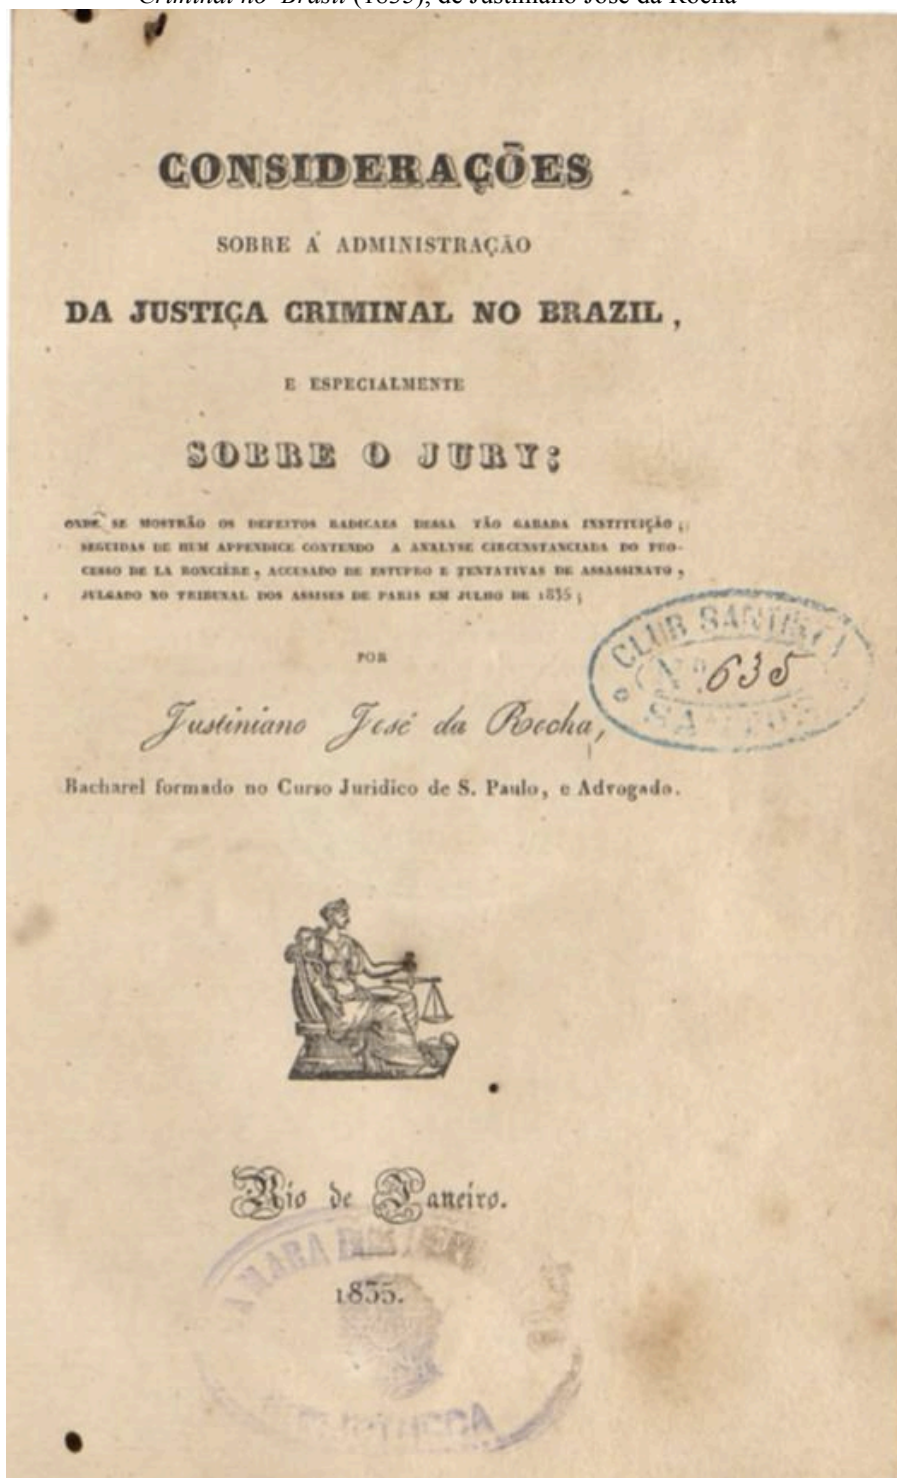 Criminal no Brasil (1835), de Justiniano José da Rocha
CONSIDERAÇÕES
SOBRE A ADMINISTRAÇÃO
DA JUSTIÇA CRIMINAL NO BRAZIL,
E ESPECIALMENTE
SOBRE O JURY;
ONDE SE MOSTRÃO OS DEFEITOS RADICAES DESSA TÃO GABADA INSTITUIÇÃO;
SEGUIDAS DE HUM APPENDICE CONTENDO A ANALYSE CIRCUNSTANCIADA DO PRO-
CESSO DE LA RONCIÈRE, ACCUSADO DE ESTUPRO E TENTATIVAS DE ASSASSINATO,
JULGADO NO TRIBUNAL DOS ASSISES DE PARIS EM JULHO DE 1835;
POR
CLUB
Nº 635
SANTOS
Justiniano José da Rocha,
Bacharel formado no Curso Juridico de S. Paulo, e Advogado.
Rio de Janeiro.
1835.